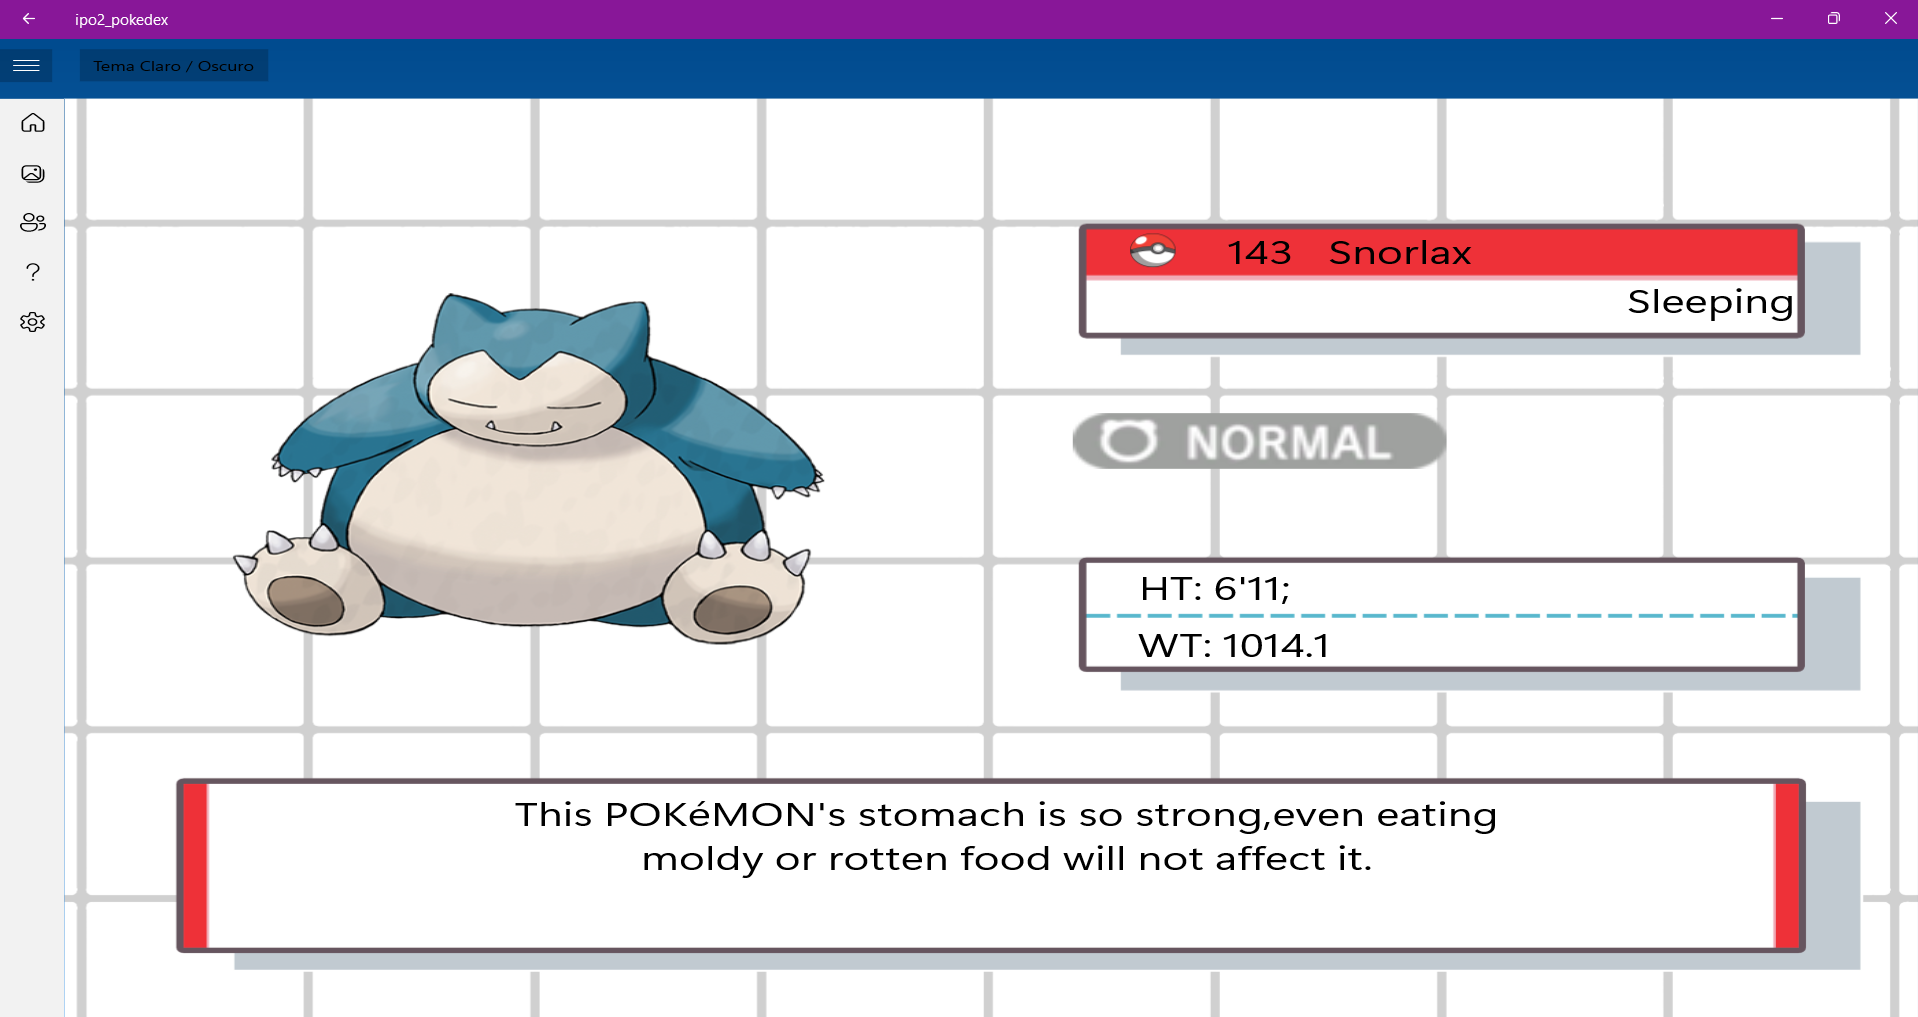 ipo2_pokedex
Tema Claro / Oscuro
143 Snorlax
Sleeping
NORMAL
HT: 6'11;
WT: 1014.1
This POKéMON's stomach is so strong,even eating
moldy or rotten food will not affect it.